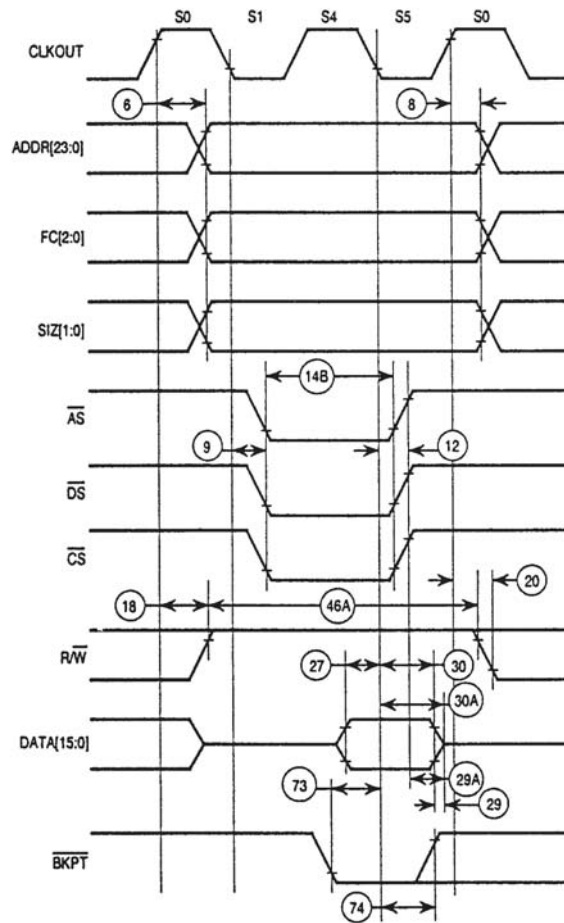 S0 S1 S4 S5 S0
CLKOUT
6 8
ADDR[23:0]
FC[2:0]
SIZ[1:0]
14B
AS
9 12
DS
CS
20
18 46A
R/W
27 30
30A
DATA[15:0]
29A
73 29
BKPT
74